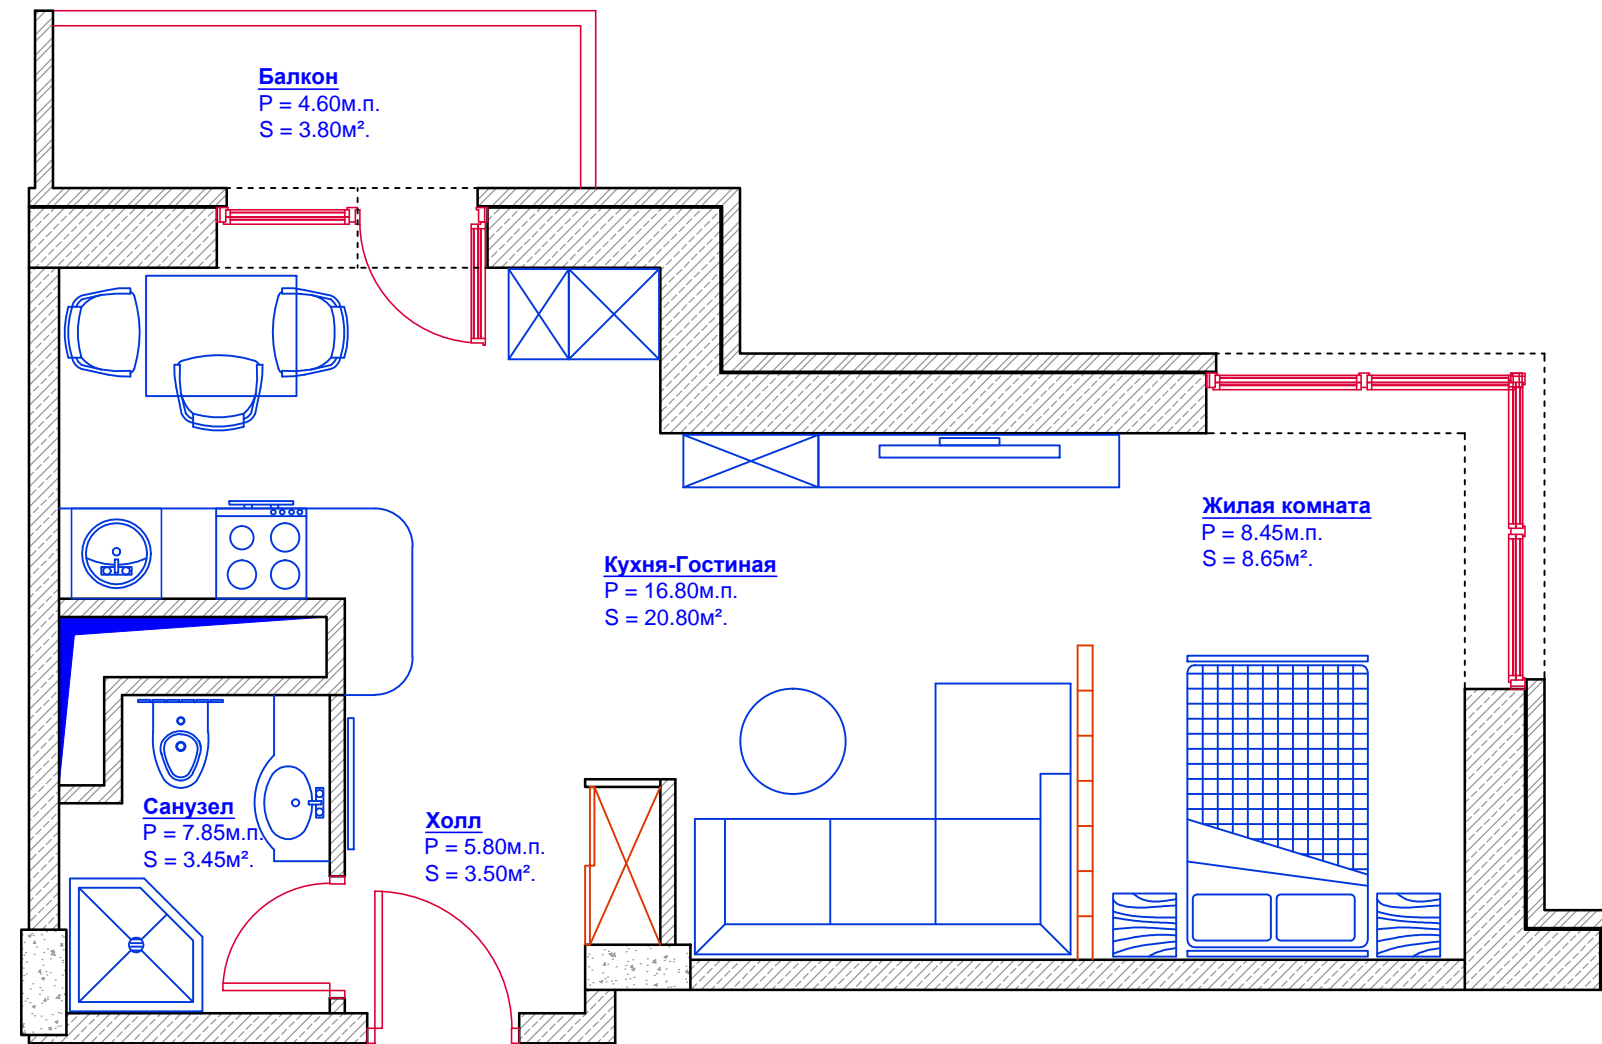 Балкон
P = 4.60м.п.
S = 3.80м².
Жилая комната
P = 8.45м.п.
S = 8.65м².
Кухня-Гостиная
P = 16.80м.п.
S = 20.80м².
Санузел
P = 7.85м.п.
S = 3.45м².
Холл
P = 5.80м.п.
S = 3.50м².